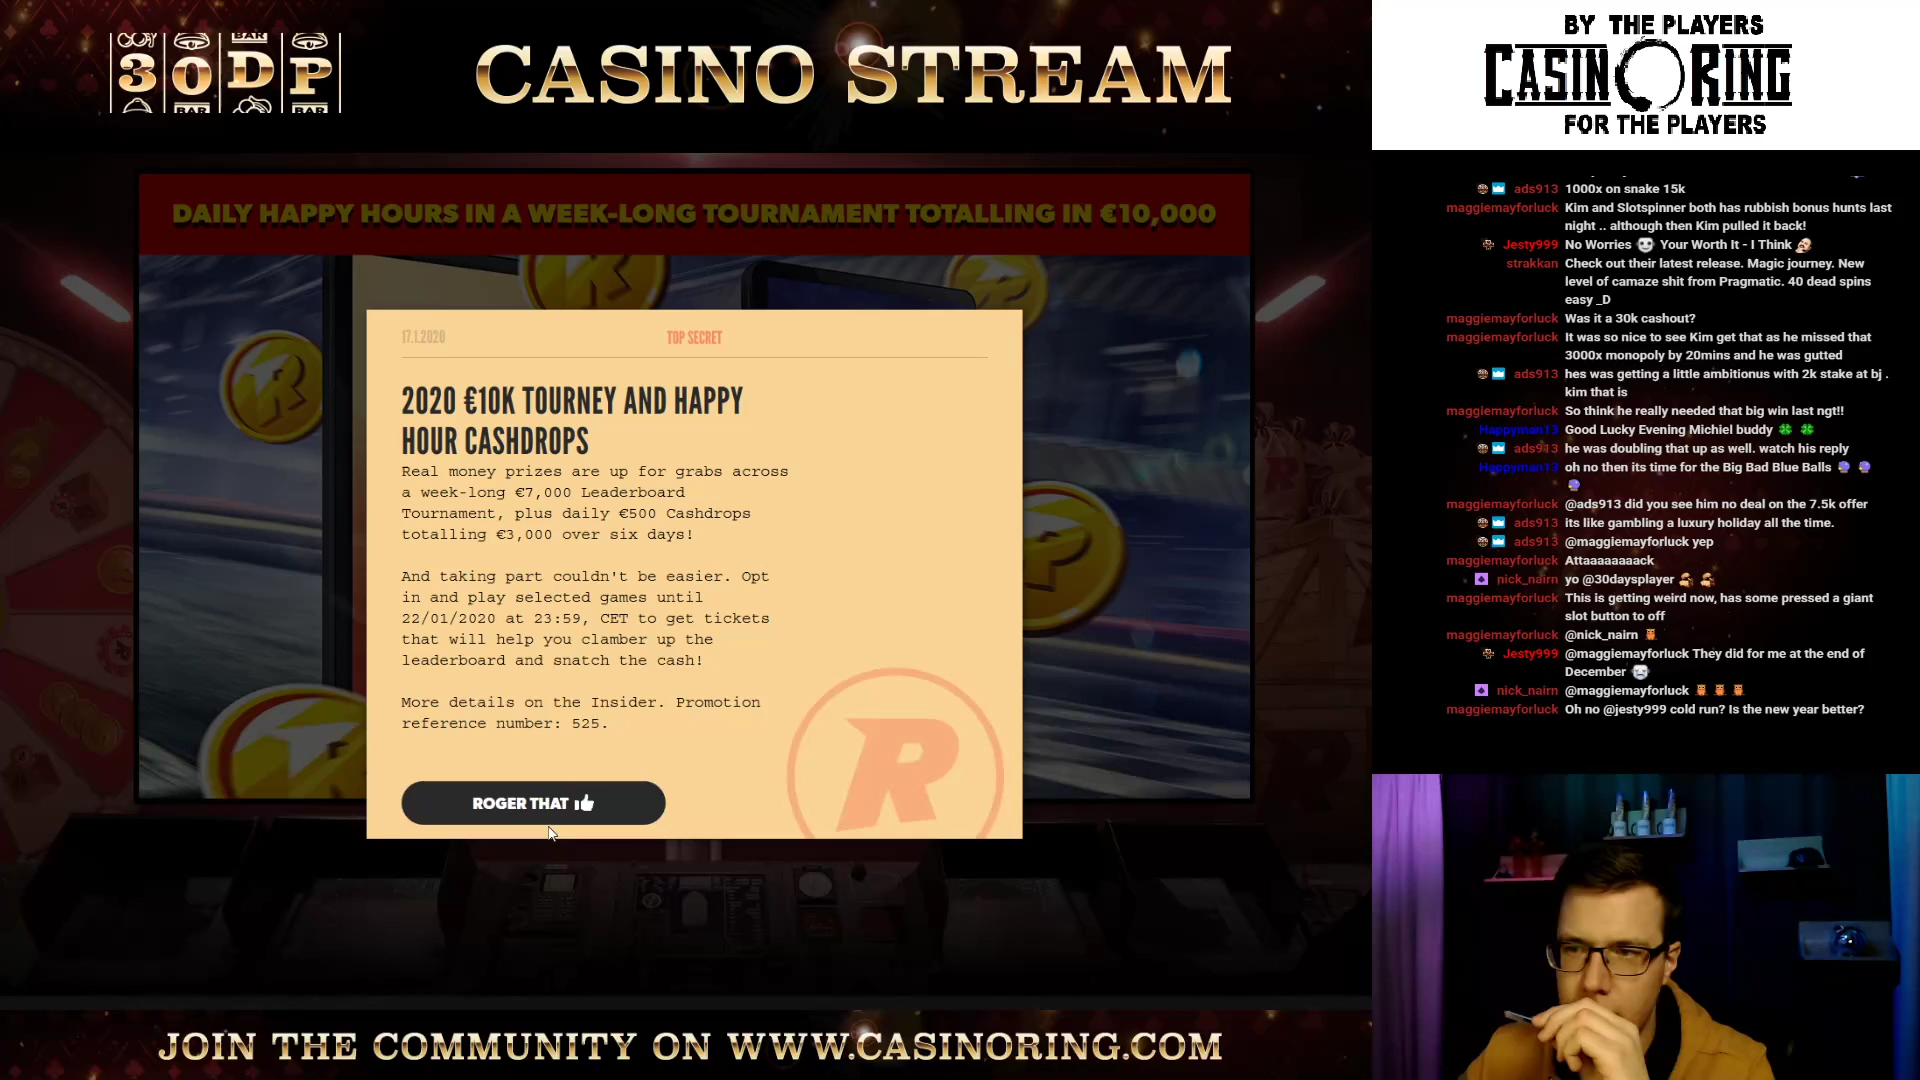 30DP
BAR
BAR
BAR
CASINO STREAM
BY THE PLAYERS
CASINO RING
FOR THE PLAYERS
DAILY HAPPY HOURS IN A WEEK-LONG TOURNAMENT TOTALLING IN €10,000
17.1.2020
TOP SECRET
2020 €10K TOURNEY AND HAPPY
HOUR CASHDROPS
Real money prizes are up for grabs across
a week-long €7,000 Leaderboard
Tournament, plus daily €500 Cashdrops
totalling €3,000 over six days!
And taking part couldn't be easier. Opt
in and play selected games until
22/01/2020 at 23:59, CET to get tickets
that will help you clamber up the
leaderboard and snatch the cash!
More details on the Insider. Promotion
reference number: 525.
ROGER THAT
R
ads913 1000x on snake 15k
maggiemayforluck Kim and Slotspinner both has rubbish bonus hunts last
night .. although then Kim pulled it back!
Jesty999 No Worries Your Worth It - I Think
strakkan Check out their latest release. Magic journey. New
level of camaze shit from Pragmatic. 40 dead spins
easy _D
maggiemayforluck Was it a 30k cashout?
maggiemayforluck It was so nice to see Kim get that as he missed that
3000x monopoly by 20mins and he was gutted
ads913 hes was getting a little ambitionus with 2k stake at bj .
kim that is
maggiemayforluck So think he really needed that big win last ngt!!
Happyman13 Good Lucky Evening Michiel buddy 🍀 🍀
ads913 he was doubling that up as well. watch his reply
Happyman13 oh no then its time for the Big Bad Blue Balls 🔮 🔮
🔮
maggiemayforluck @ads913 did you see him no deal on the 7.5k offer
ads913 its like gambling a luxury holiday all the time.
ads913 @maggiemayforluck yep
maggiemayforluck Attaaaaaaaack
nick_nairn yo @30daysplayer
maggiemayforluck This is getting weird now, has some pressed a giant
slot button to off
maggiemayforluck @nick_nairn
Jesty999 @maggiemayforluck They did for me at the end of
December
nick_nairn @maggiemayforluck
maggiemayforluck Oh no @jesty999 cold run? Is the new year better?
JOIN THE COMMUNITY ON WWW.CASINORING.COM